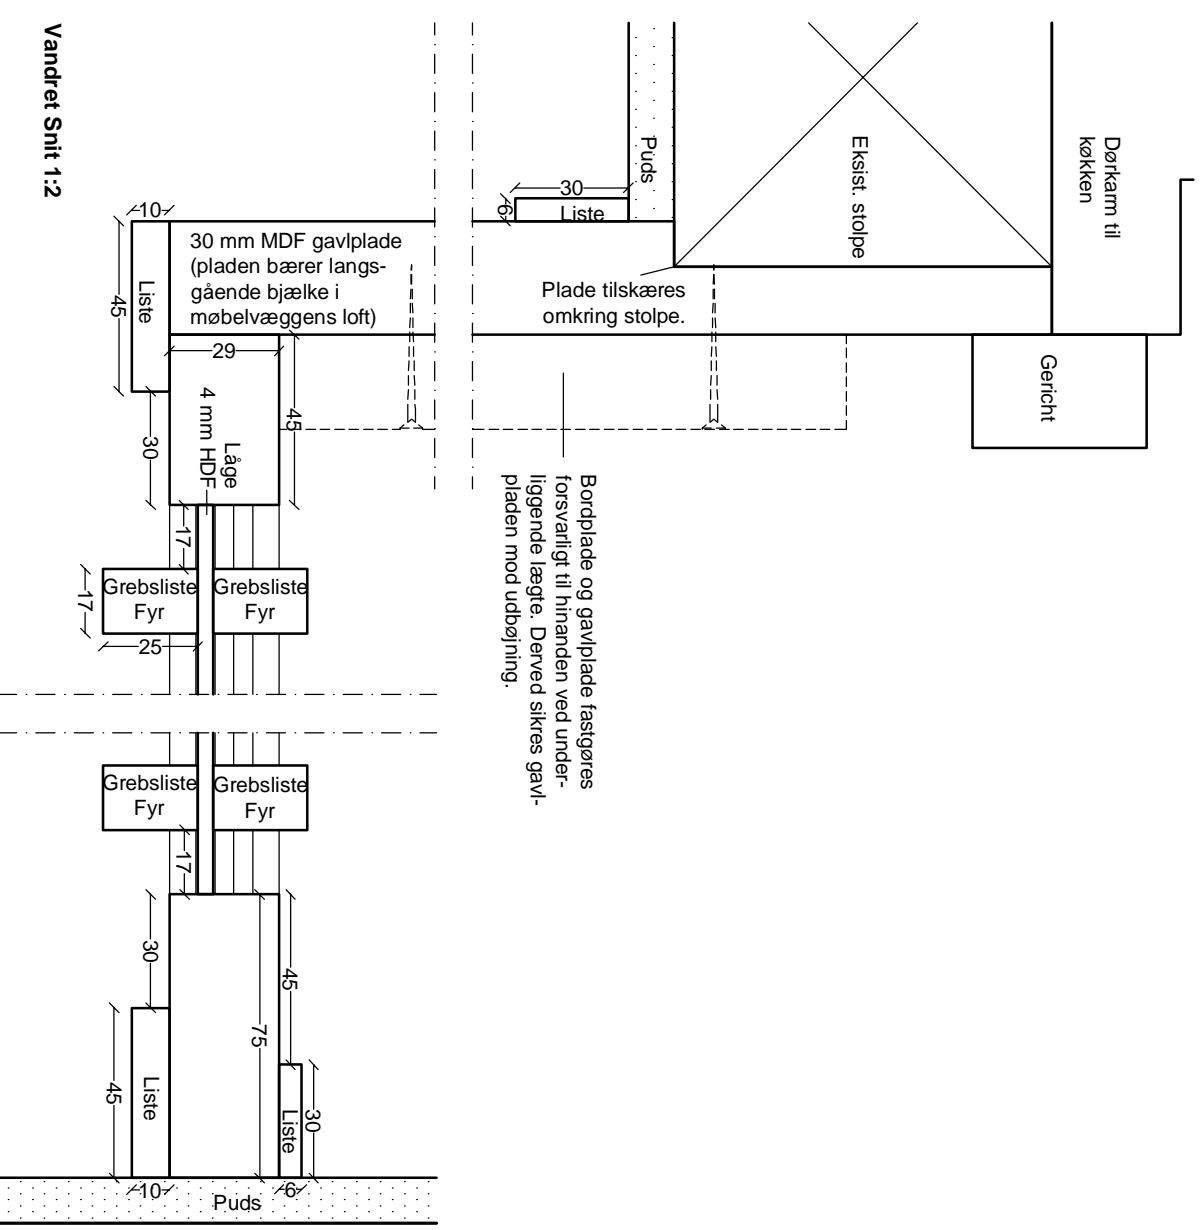 Vandret Snit 1:2
Dørkarm til
køkken
Eksist. stolpe
Puds
30
6
Liste
10
30 mm MDF gavlplade
(pladen bærer langs-
gående bjælke i
møbelvæggens loft)
Plade tilskæres
omkring stolpe.
Liste
45
29
Gericht
45
30
Låge
4 mm HDF
Bordplade og gavlplade fastgøres
forsvarligt til hinanden ved under-
liggende lægte. Derved sikres gavl-
pladen mod udbøjning.
17
Grebsliste
Fyr
Grebsliste
Fyr
17
25
Grebsliste
Fyr
Grebsliste
Fyr
17
30
45
75
45
Liste
Liste
30
10
6
Puds